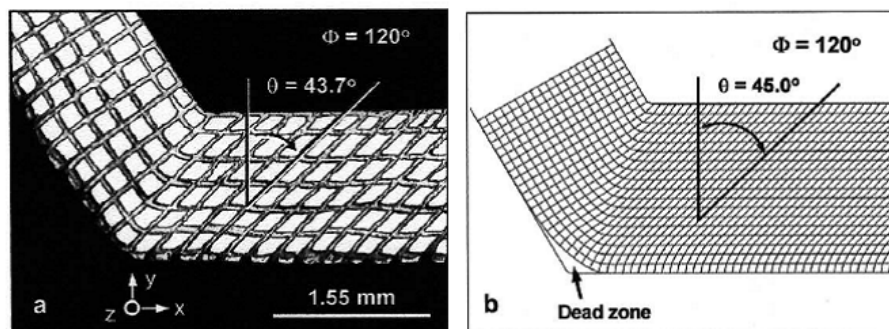 Φ = 120°
θ = 43.7°
a
y
z
x
1.55 mm
Φ = 120°
θ = 45.0°
b
Dead zone